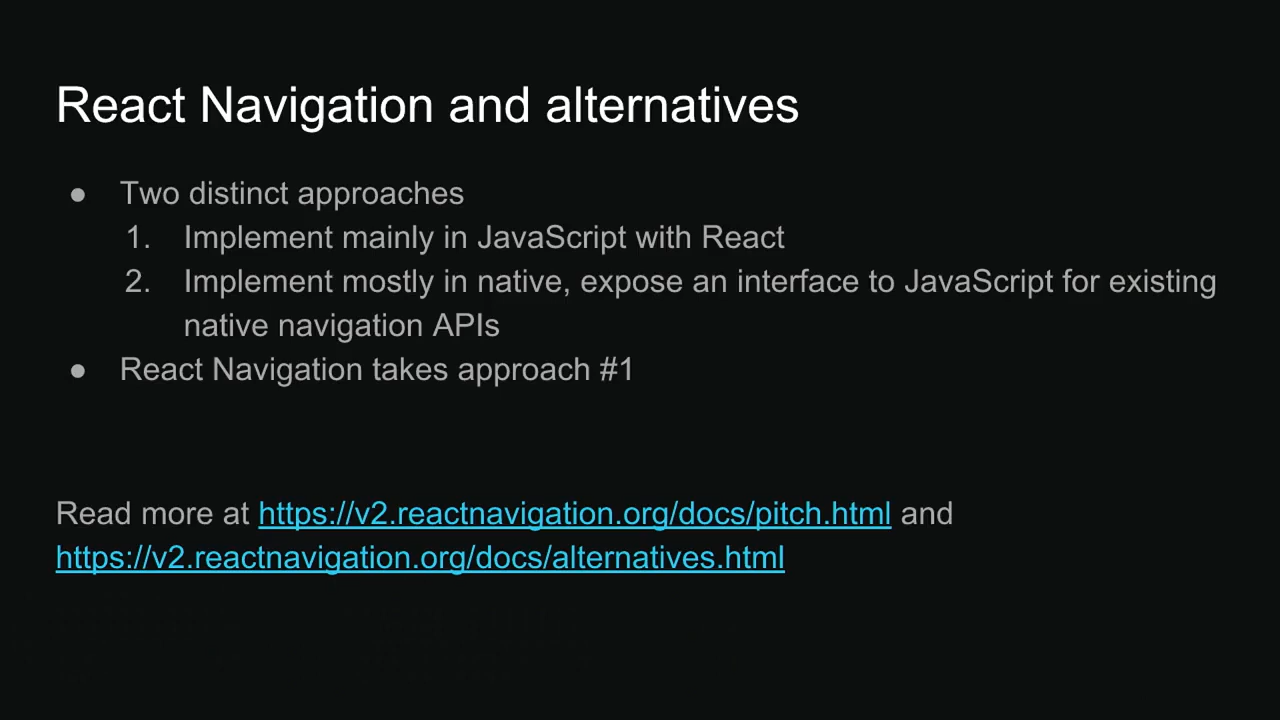 React Navigation and alternatives
● Two distinct approaches
1. Implement mainly in JavaScript with React
2. Implement mostly in native, expose an interface to JavaScript for existing
native navigation APIs
● React Navigation takes approach #1
Read more at https://v2.reactnavigation.org/docs/pitch.html and
https://v2.reactnavigation.org/docs/alternatives.html